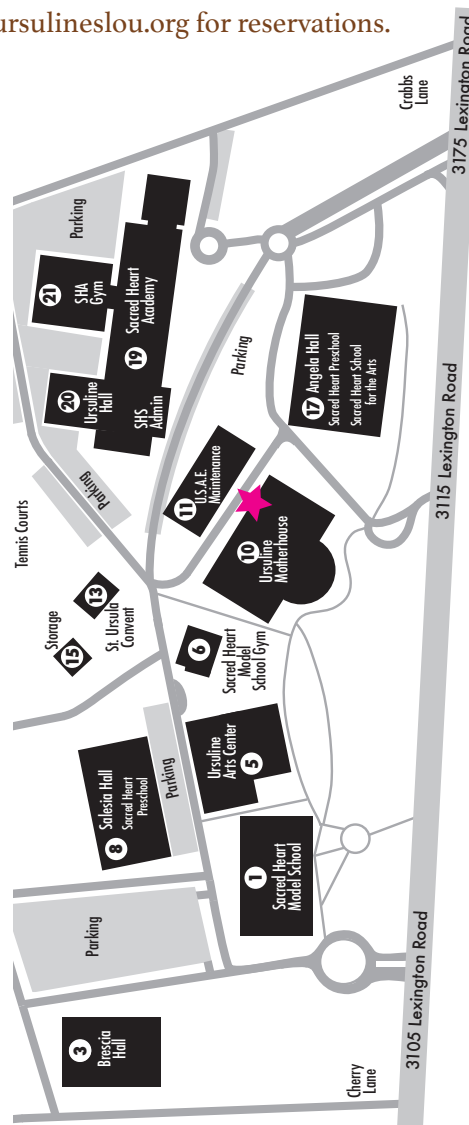 ursulineslou.org for reservations.
3
Brescia
Hall
Parking
8
Salesia Hall
Sacred Heart
Preschool
Parking
Storage
15
13
St. Ursula
Convent
Tennis Courts
Parking
20
Ursuline
Hall
SHS
Admin
21
SHA
Gym
Parking
19
Sacred Heart
Academy
Parking
11
U.S.A.E.
Maintenance
10
Ursuline
Motherhouse
6
Sacred Heart
Model
School Gym
Ursuline
Arts Center
5
1
Sacred Heart
Model School
17 Angela Hall
Sacred Heart Preschool
Sacred Heart School
for the Arts
Cherry
Lane
Crabbs
Lane
3105 Lexington Road
3115 Lexington Road
3175 Lexington Road